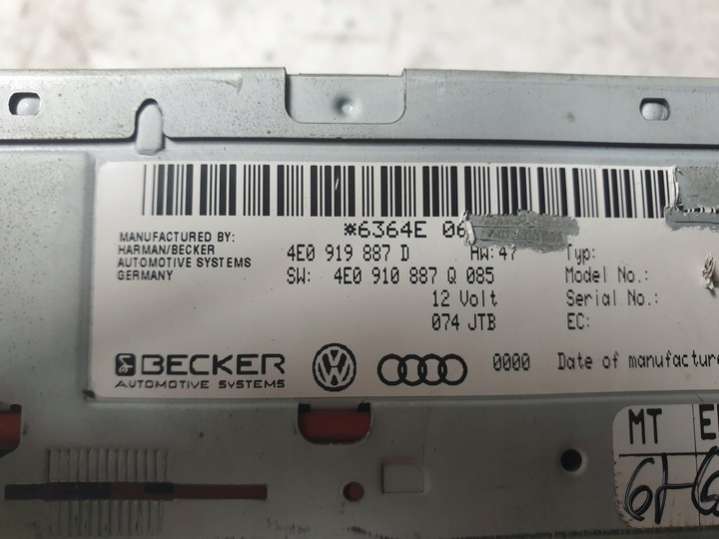 *6364E 06
MANUFACTURED BY:
HARMAN/BECKER
AUTOMOTIVE SYSTEMS
GERMANY
4E0 919 887 D HW:47
SW: 4E0 910 887 Q 085
12 Volt
074 JTB
Typ:
Model No.:
Serial No.:
EC:
BECKER
AUTOMOTIVE SYSTEMS
0000 Date of manufacture
MT